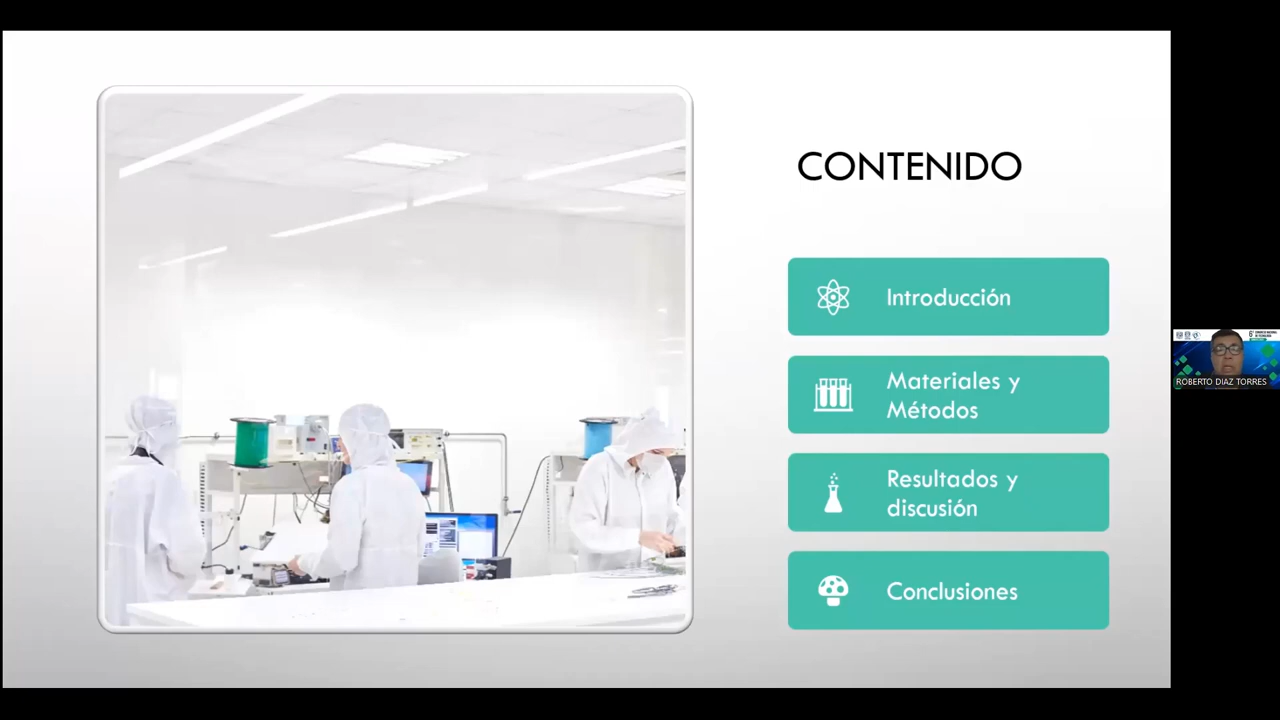 CONTENIDO
Introducción
Materiales y
Métodos
Resultados y
discusión
Conclusiones
ROBERTO DIAZ TORRES